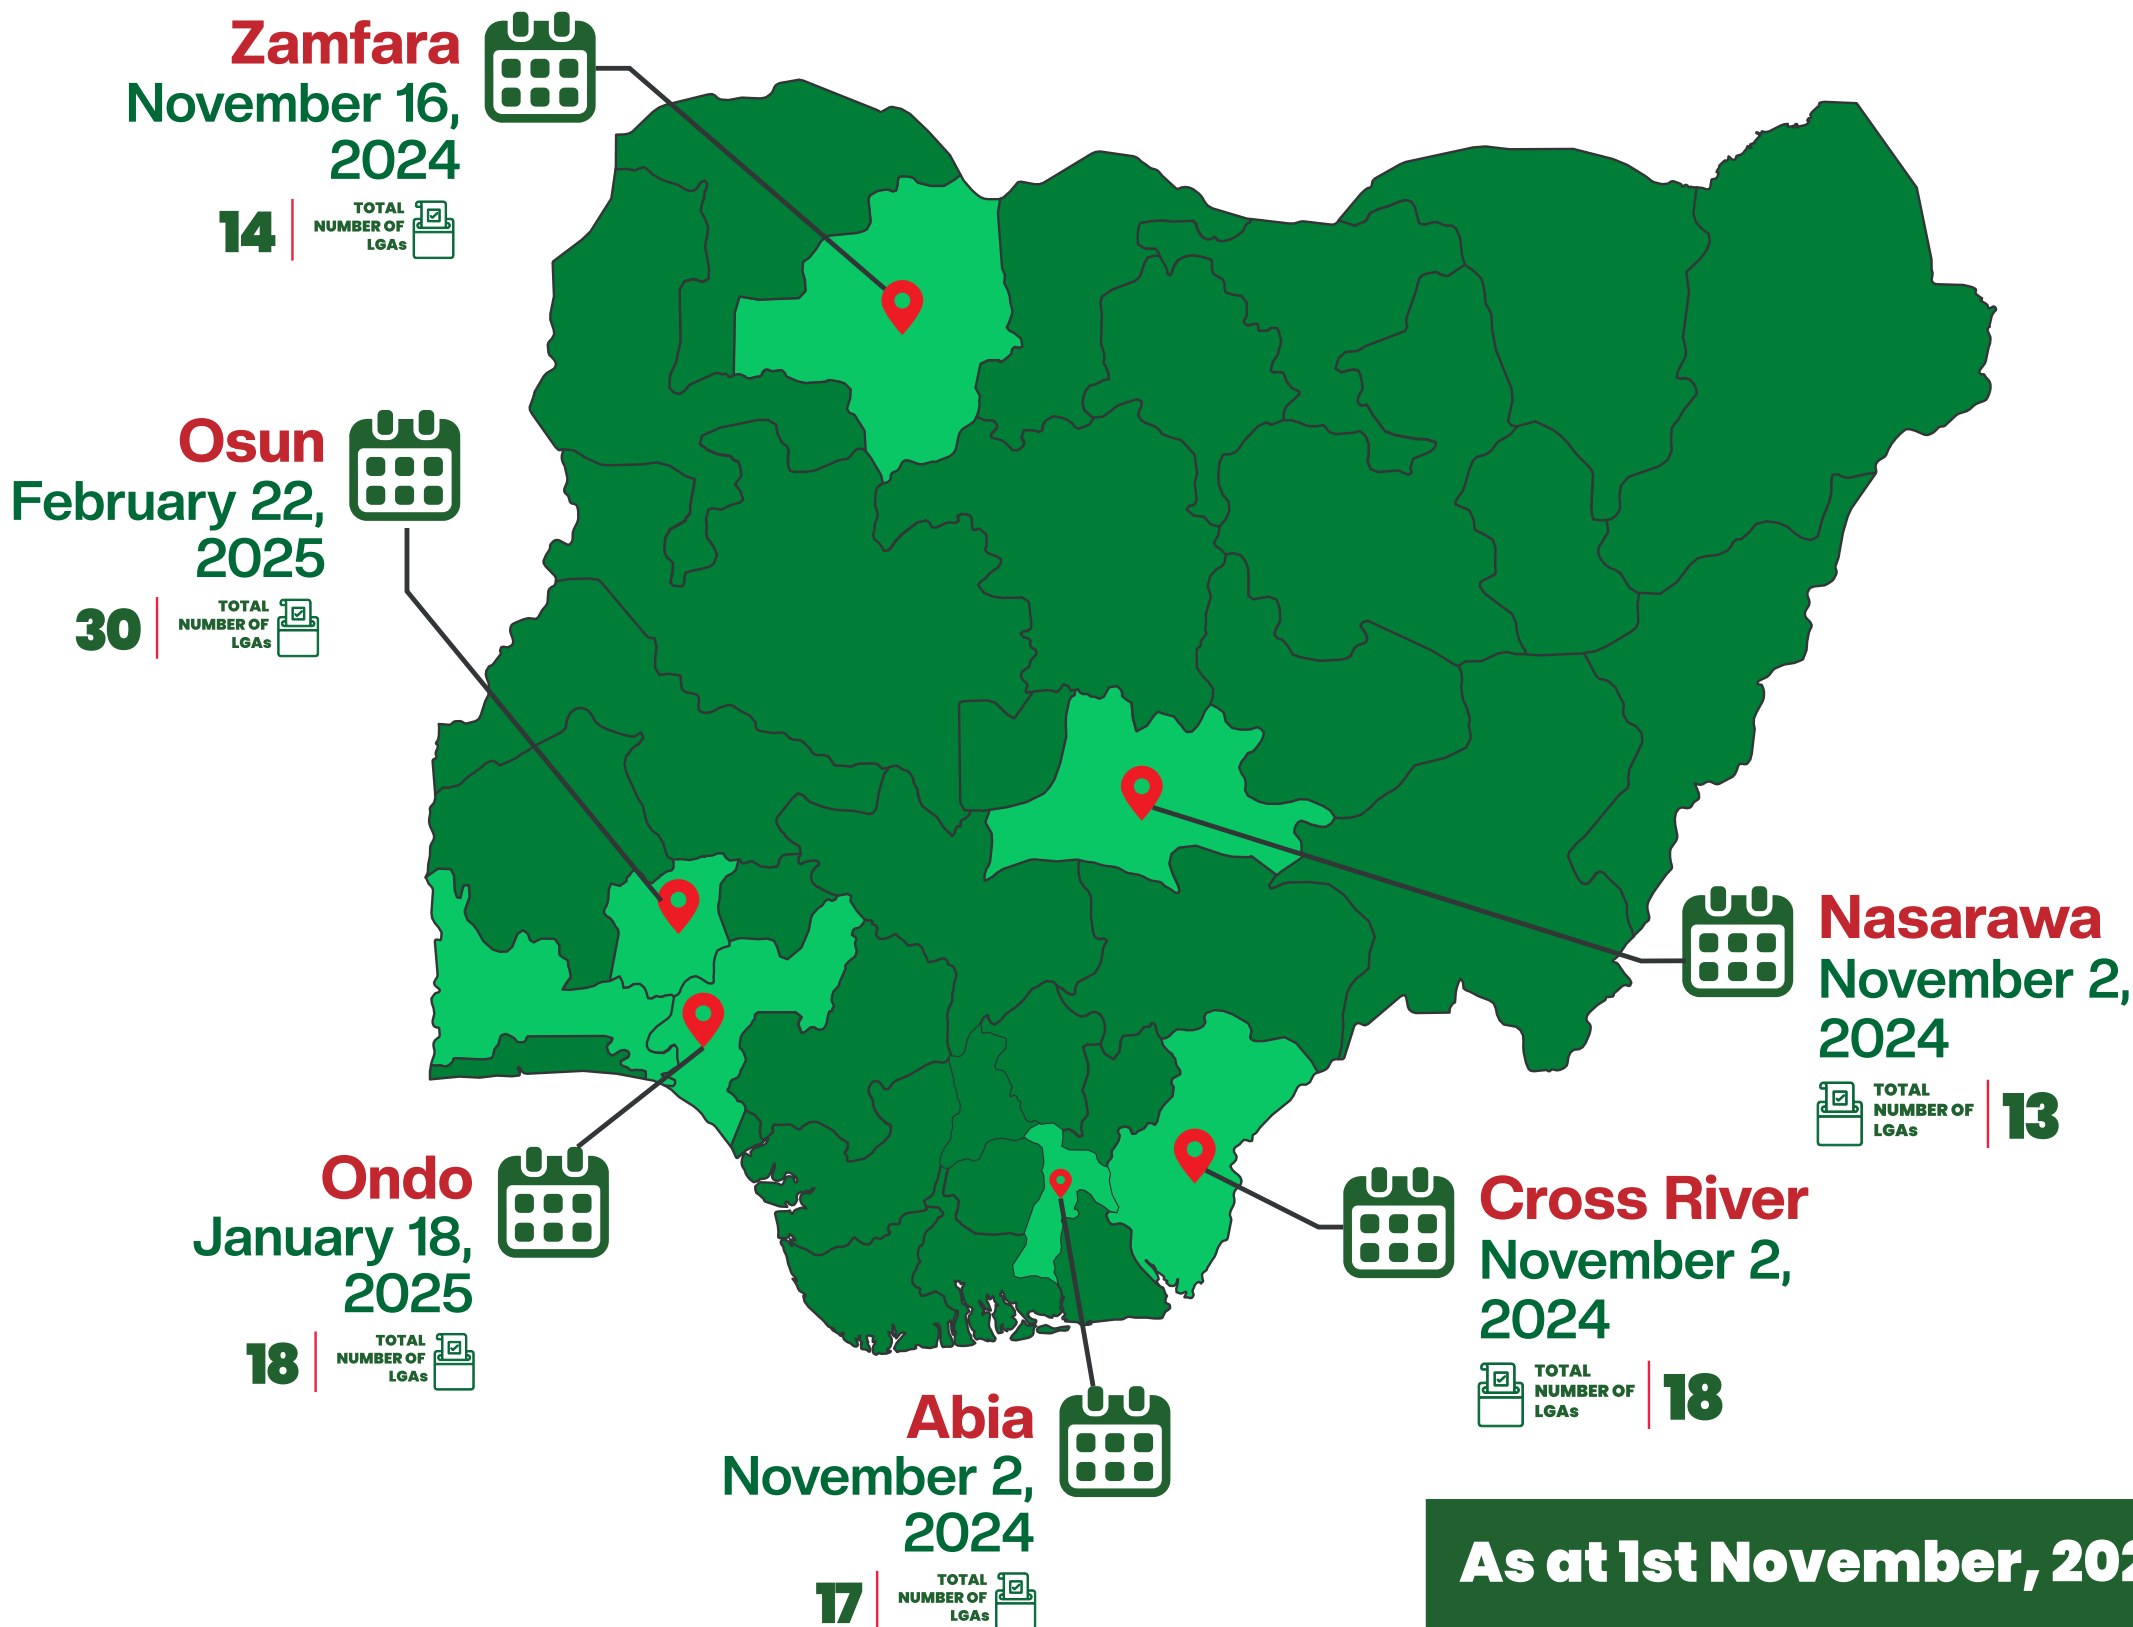 Zamfara
November 16,
2024
14
TOTAL
NUMBER OF
LGAs
Osun
February 22,
2025
30
TOTAL
NUMBER OF
LGAs
Nasarawa
November 2,
2024
TOTAL
NUMBER OF
LGAs
13
Ondo
January 18,
2025
18
TOTAL
NUMBER OF
LGAs
Cross River
November 2,
2024
TOTAL
NUMBER OF
LGAs
18
Abia
November 2,
2024
17
TOTAL
NUMBER OF
LGAs
As at 1st November,